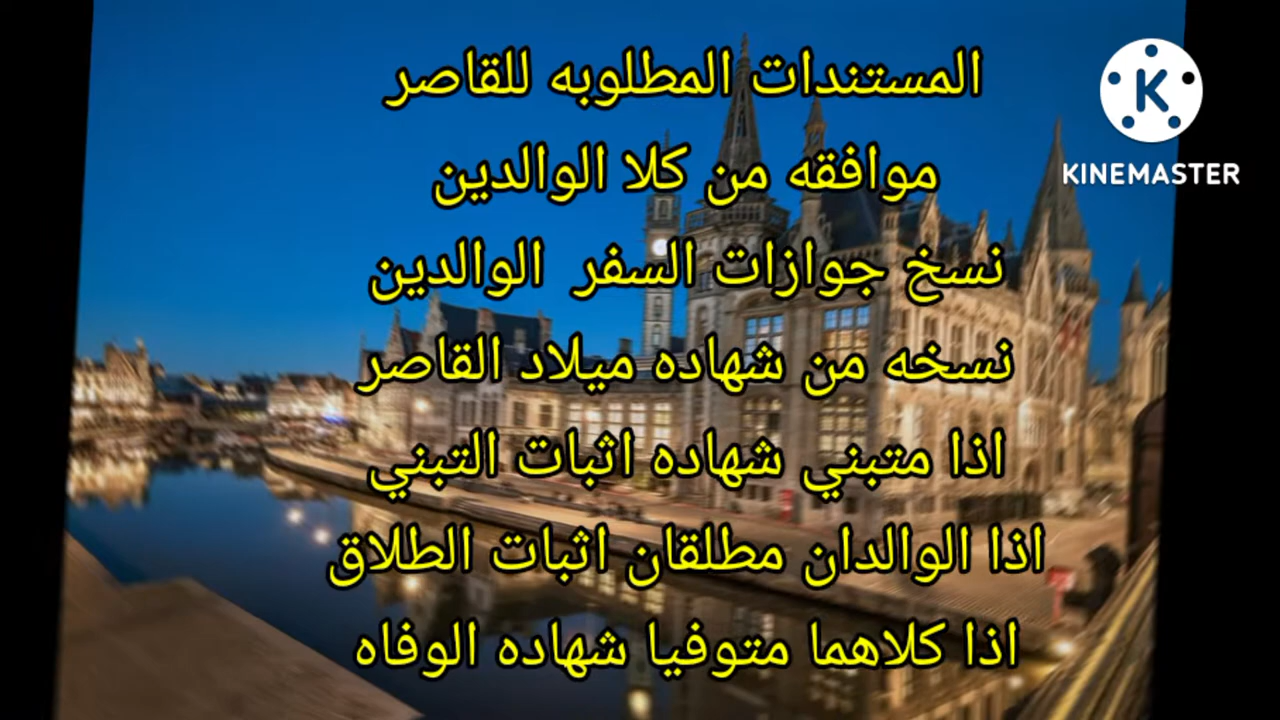 المستندات المطلوبه للقاصر
موافقه من كلا الوالدين
نسخ جوازات السفر الوالدين
نسخه من شهاده ميلاد القاصر
اذا متبني شهاده اثبات التبني
اذا الوالدان مطلقان اثبات الطلاق
اذا كلاهما متوفيا شهاده الوفاه
K
KINEMASTER